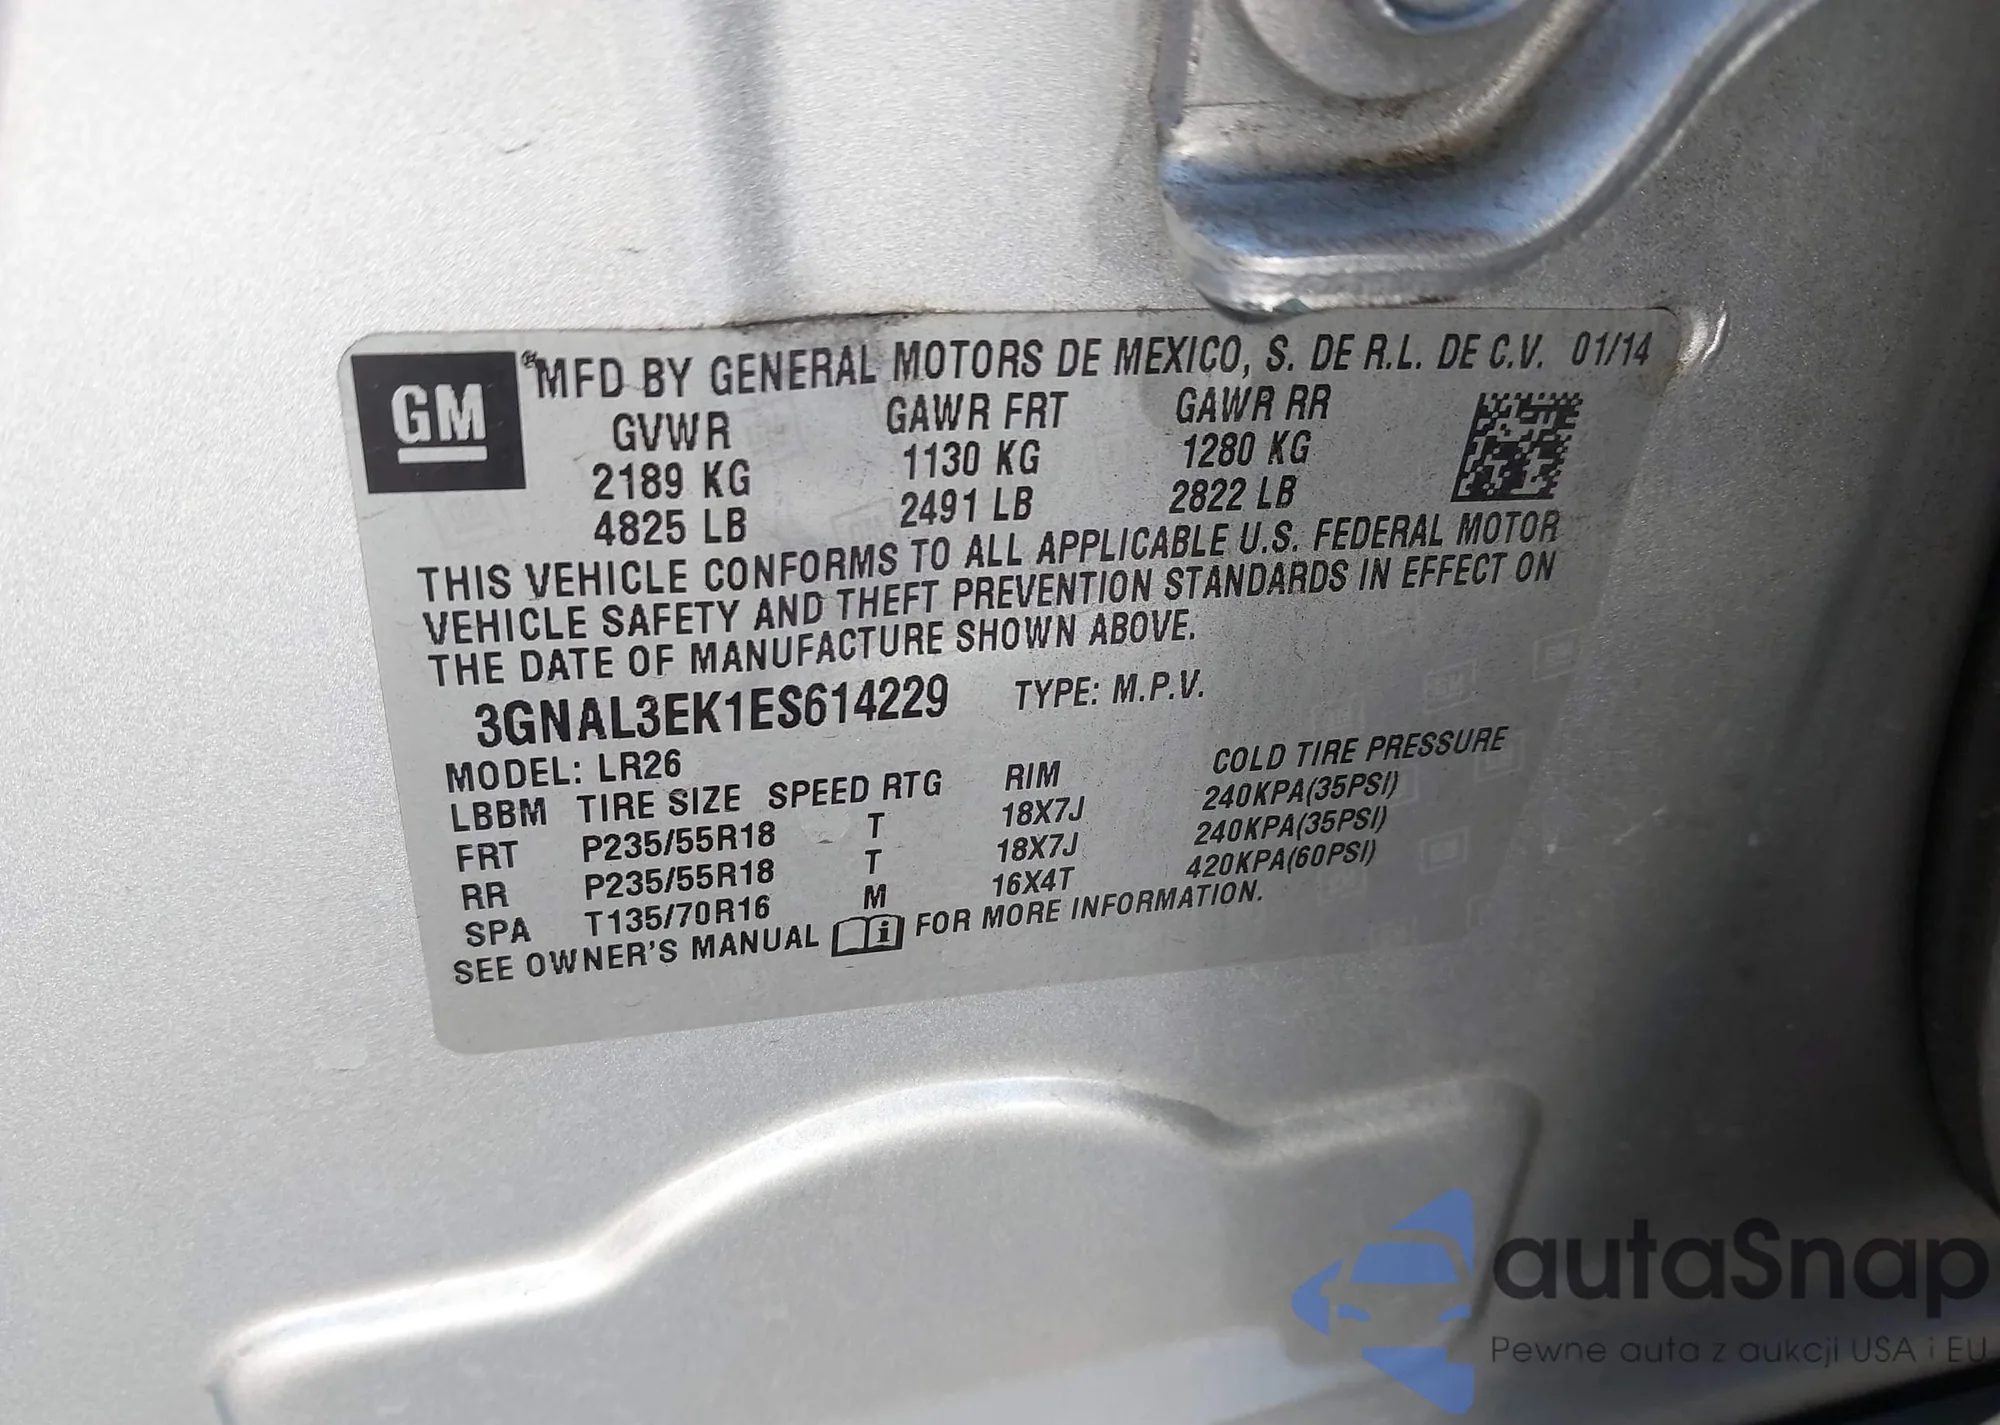 GM
MFD BY GENERAL MOTORS DE MEXICO, S. DE R.L. DE C.V. 01/14
GVWR GAWR FRT GAWR RR
2189 KG 1130 KG 1280 KG
4825 LB 2491 LB 2822 LB
THIS VEHICLE CONFORMS TO ALL APPLICABLE U.S. FEDERAL MOTOR
VEHICLE SAFETY AND THEFT PREVENTION STANDARDS IN EFFECT ON
THE DATE OF MANUFACTURE SHOWN ABOVE.
3GNAL3EK1ES614229 TYPE: M.P.V.
MODEL: LR26
LBBM TIRE SIZE SPEED RTG RIM COLD TIRE PRESSURE
FRT P235/55R18 T 18X7J 240KPA(35PSI)
RR P235/55R18 T 18X7J 240KPA(35PSI)
SPA T135/70R16 M 16X4T 420KPA(60PSI)
SEE OWNER'S MANUAL i FOR MORE INFORMATION.
autaSnap
Pewne auta z aukcji USA i EU